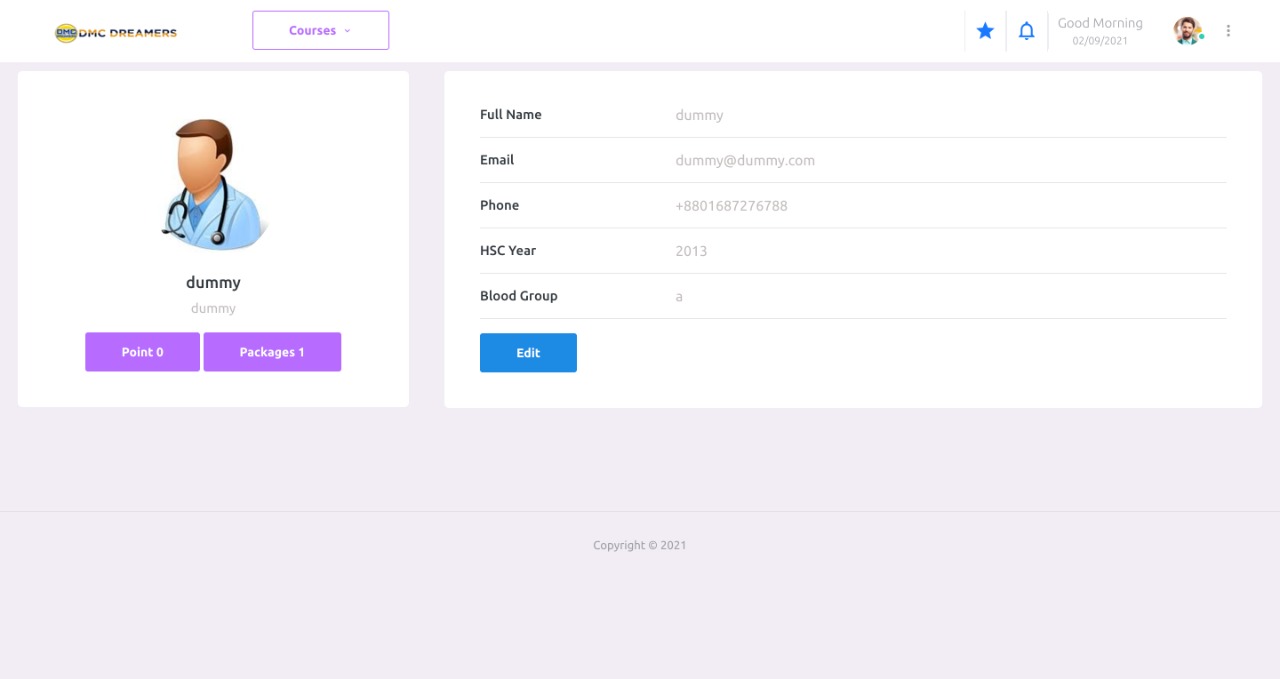 DMC DMC DREAMERS
Courses
Good Morning
02/09/2021
dummy
dummy
Point 0
Packages 1
Full Name dummy
Email dummy@dummy.com
Phone +8801687276788
HSC Year 2013
Blood Group a
Edit
Copyright © 2021